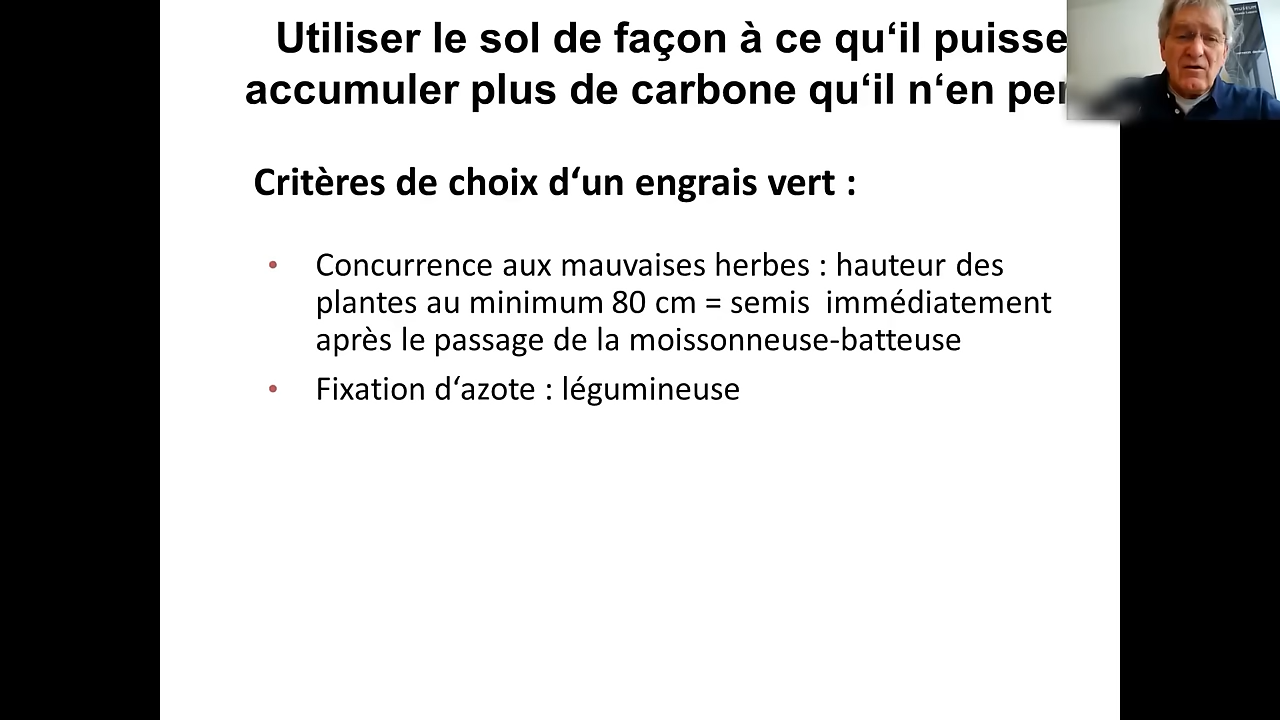 Utiliser le sol de façon à ce qu‘il puisse
accumuler plus de carbone qu‘il n‘en
Critères de choix d‘un engrais vert :
• Concurrence aux mauvaises herbes : hauteur des
plantes au minimum 80 cm = semis  immédiatement
après le passage de la moissonneuse-batteuse
• Fixation d‘azote : légumineuse